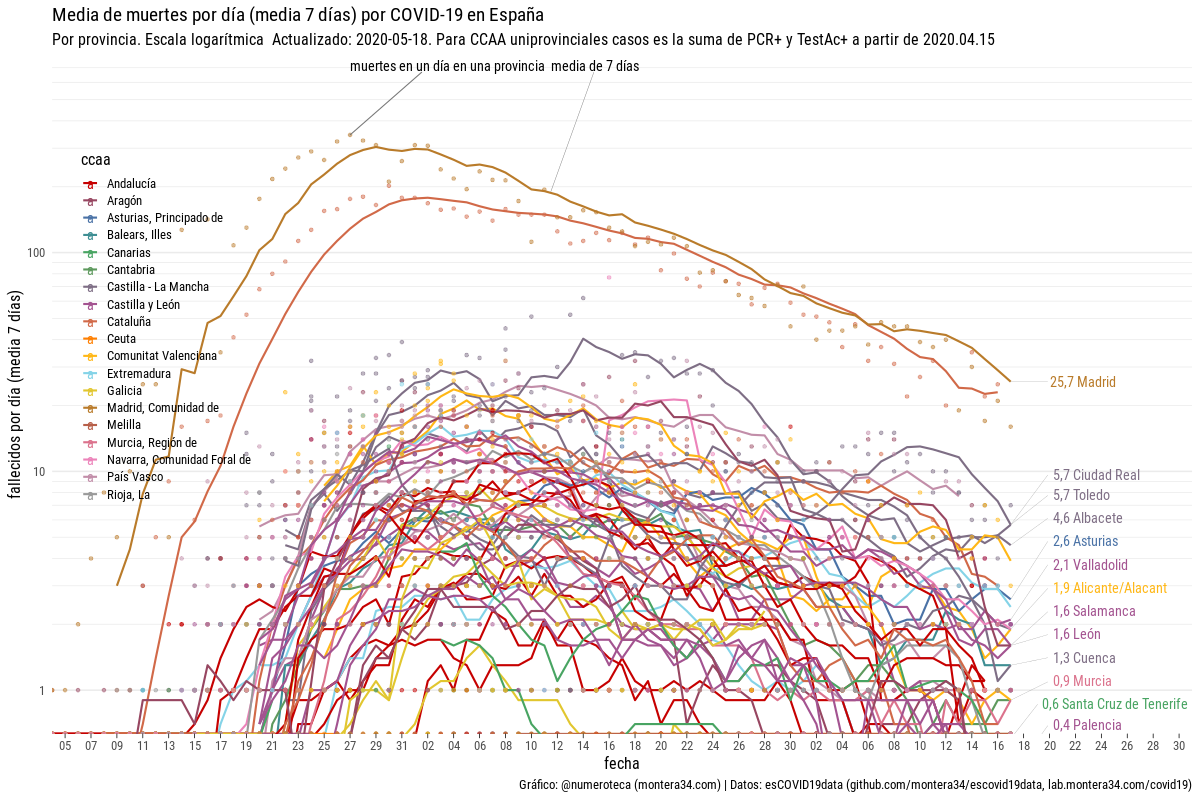 Media de muertes por día (media 7 días) por COVID-19 en España
Por provincia. Escala logarítmica  Actualizado: 2020-05-18. Para CCAA uniprovinciales casos es la suma de PCR+ y TestAc+ a partir de 2020.04.15
muertes en un día en una provincia  media de 7 días
ccaa
Andalucía
Aragón
Asturias, Principado de
Balears, Illes
Canarias
Cantabria
Castilla - La Mancha
Castilla y León
Cataluña
Ceuta
Comunitat Valenciana
Extremadura
Galicia
Madrid, Comunidad de
Melilla
Murcia, Región de
Navarra, Comunidad Foral de
País Vasco
Rioja, La
fallecidos por día (media  7 días)
100
10
1
25,7 Madrid
5,7 Ciudad Real
5,7 Toledo
4,6 Albacete
2,6 Asturias
2,1 Valladolid
1,9 Alicante/Alacant
1,6 Salamanca
1,6 León
1,3 Cuenca
0,9 Murcia
0,6 Santa Cruz de Tenerife
0,4 Palencia
05 07 09 11 13 15 17 19 21 23 25 27 29 31 02 04 06 08 10 12 14 16 18 20 22 24 26 28 30 02 04 06 08 10 12 14 16 18 20 22 24 26 28 30
fecha
Gráfico: @numeroteca (montera34.com) | Datos: esCOVID19data (github.com/montera34/escovid19data, lab.montera34.com/covid19)